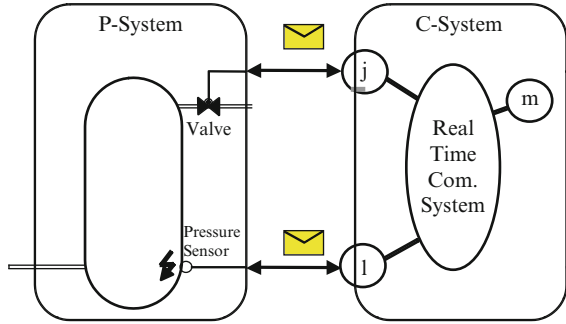 P-System
C-System
j
m
Valve
Real
Time
Com.
System
Pressure
Sensor
l